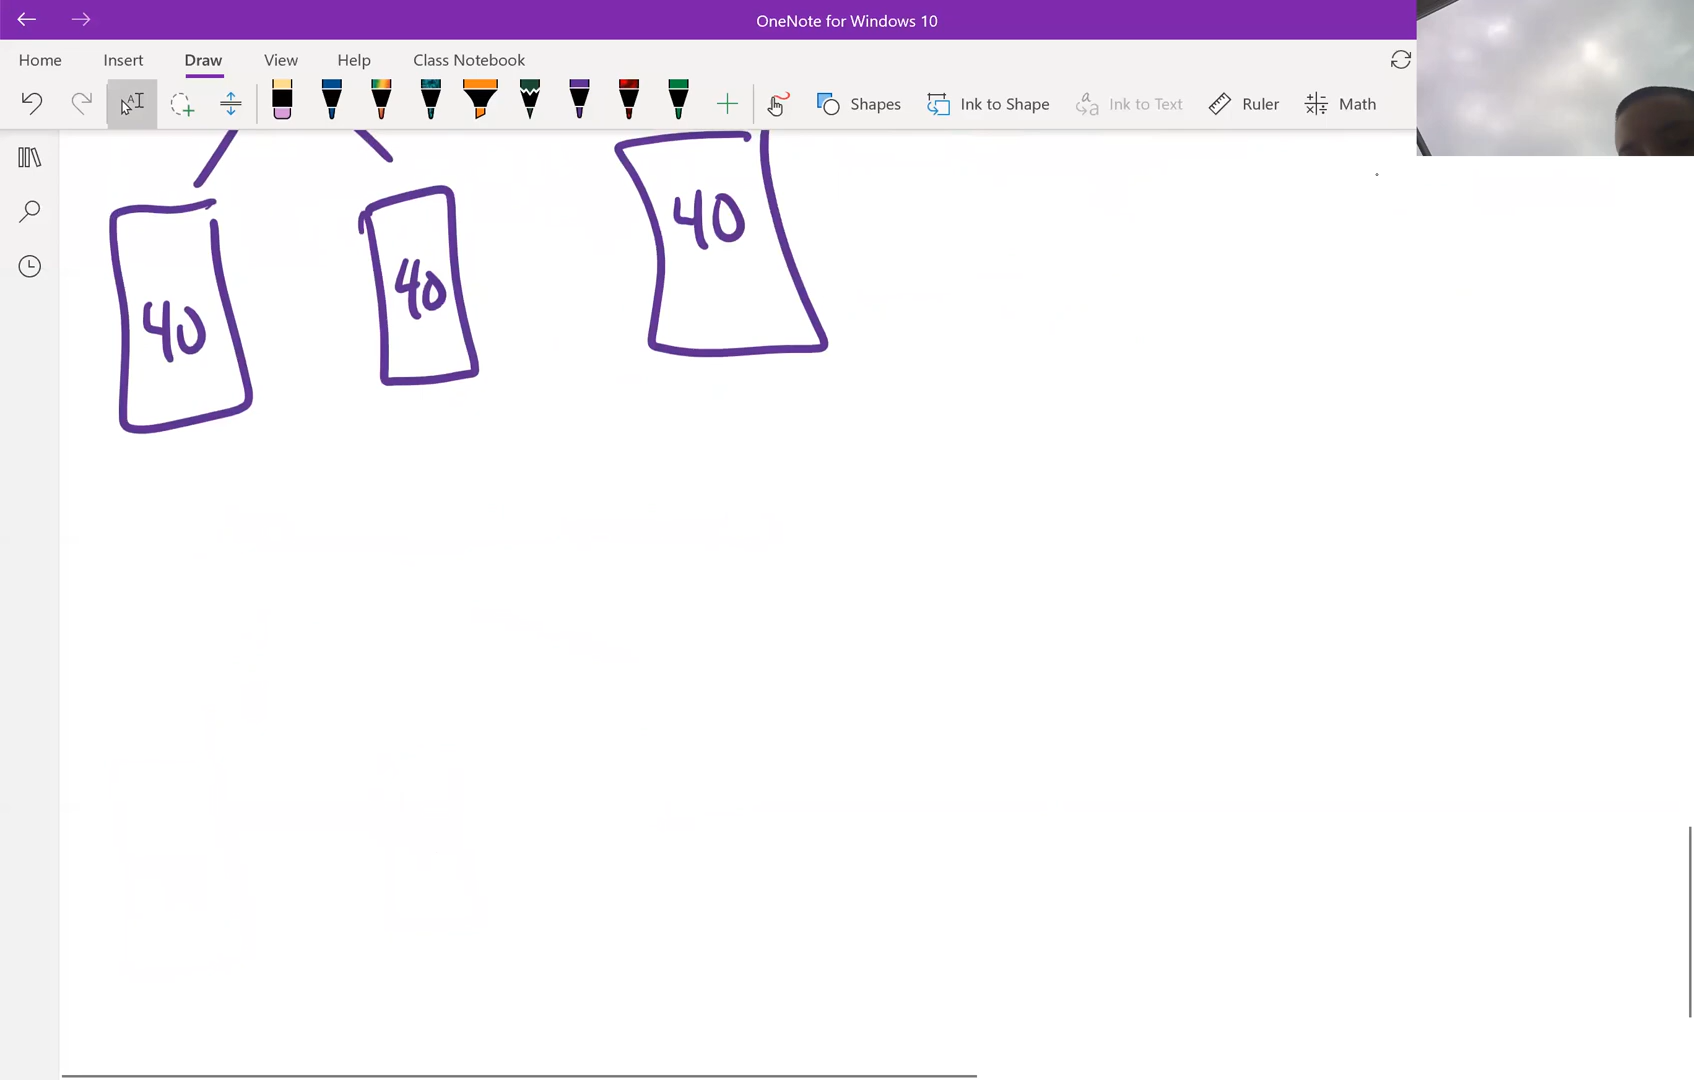 OneNote for Windows 10
Home Insert Draw View Help Class Notebook
Shapes Ink to Shape Ink to Text Ruler Math
40 40 40